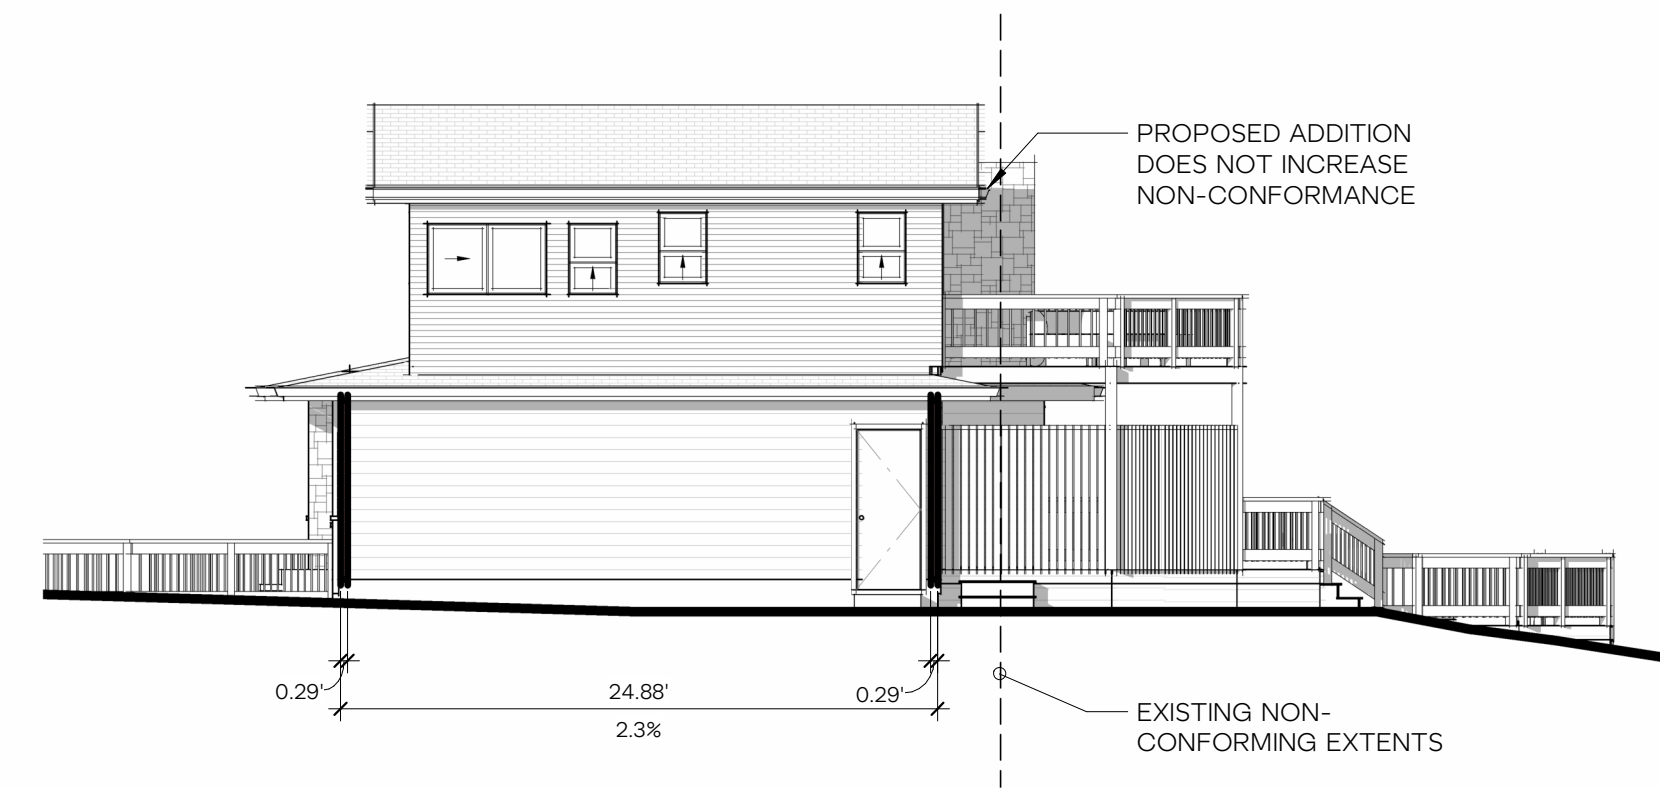 PROPOSED ADDITION
DOES NOT INCREASE
NON-CONFORMANCE
0.29'
24.88'
0.29'
2.3%
EXISTING NON-
CONFORMING EXTENTS